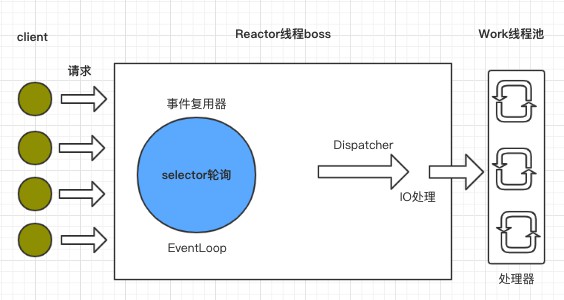 client
Reactor线程boss
Work线程池
请求
事件复用器
selector轮询
EventLoop
Dispatcher
IO处理
处理器